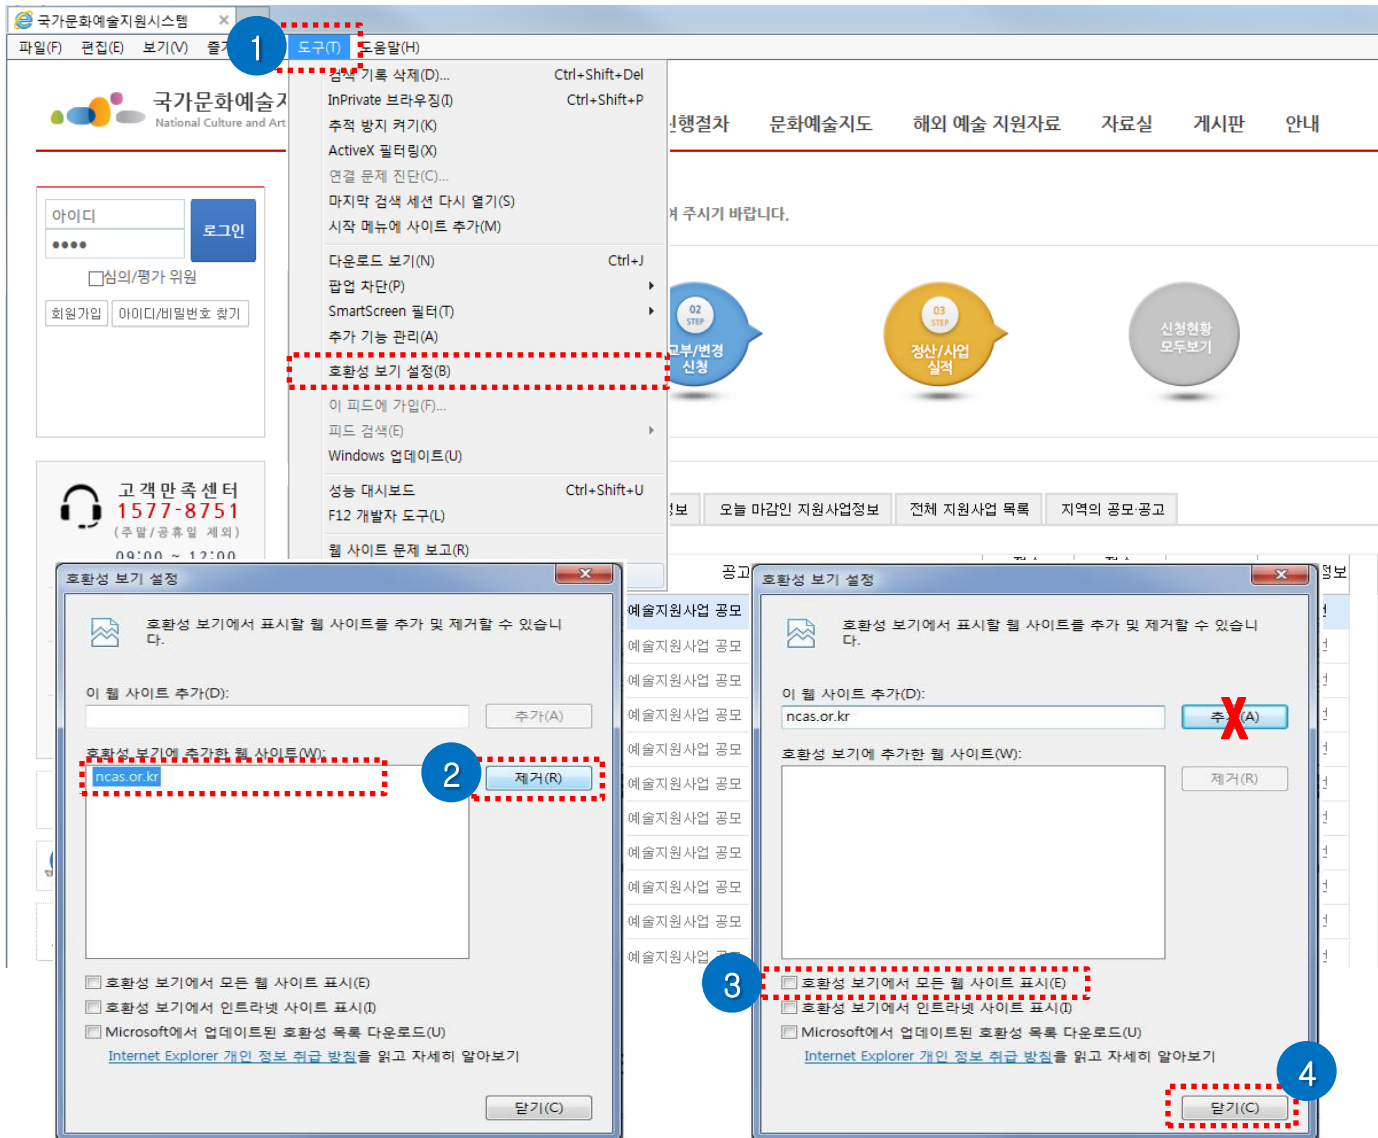 국가문화예술지원시스템
파일(F) 편집(E) 보기(V) 도구(T) 도움말(H)
1
검색 기록 삭제(D)... Ctrl+Shift+Del
InPrivate 브라우징(I) Ctrl+Shift+P
추적 방지 켜기(K)
ActiveX 필터링(X)
연결 문제 진단(C)...
마지막 검색 세션 다시 열기(S)
시작 메뉴에 사이트 추가(M)
다운로드 보기(N) Ctrl+J
팝업 차단(P)
SmartScreen 필터(T)
추가 기능 관리(A)
호환성 보기 설정(B)
이 피드에 가입(F)...
피드 검색(E)
Windows 업데이트(U)
성능 대시보드 Ctrl+Shift+U
F12 개발자 도구(L)
웹 사이트 문제 보고(R)
국가문화예술지
National Culture and Art
행절차 문화예술지도 해외 예술 지원자료 자료실 게시판 안내
아이디
●●●●
로그인
심의/평가 위원
회원가입 아이디/비밀번호 찾기
여 주시기 바랍니다.
02
STEP
교부/변경
신청
03
STEP
정산/사업
실적
신청현황
모두보기
고객만족센터
1577-8751
(주말/공휴일 제외)
09:00 ~ 12:00
정보 오늘 마감인 지원사업정보 전체 지원사업 목록 지역의 공모·공고
공고 정보
예술지원사업 공모
예술지원사업 공모
예술지원사업 공모
예술지원사업 공모
예술지원사업 공모
예술지원사업 공모
예술지원사업 공모
예술지원사업 공모
예술지원사업 공모
예술지원사업 공모
예술지원사업 공모
호환성 보기 설정
호환성 보기에서 표시할 웹 사이트를 추가 및 제거할 수 있습니
다.
이 웹 사이트 추가(D):
추가(A)
호환성 보기에 추가한 웹 사이트(W):
ncas.or.kr
2
제거(R)
호환성 보기에서 모든 웹 사이트 표시(E)
호환성 보기에서 인트라넷 사이트 표시(I)
Microsoft에서 업데이트된 호환성 목록 다운로드(U)
Internet Explorer 개인 정보 취급 방침을 읽고 자세히 알아보기
닫기(C)
호환성 보기 설정
호환성 보기에서 표시할 웹 사이트를 추가 및 제거할 수 있습니
다.
이 웹 사이트 추가(D):
ncas.or.kr
추가(A)
X
호환성 보기에 추가한 웹 사이트(W):
제거(R)
3
호환성 보기에서 모든 웹 사이트 표시(E)
호환성 보기에서 인트라넷 사이트 표시(I)
Microsoft에서 업데이트된 호환성 목록 다운로드(U)
Internet Explorer 개인 정보 취급 방침을 읽고 자세히 알아보기
4
닫기(C)